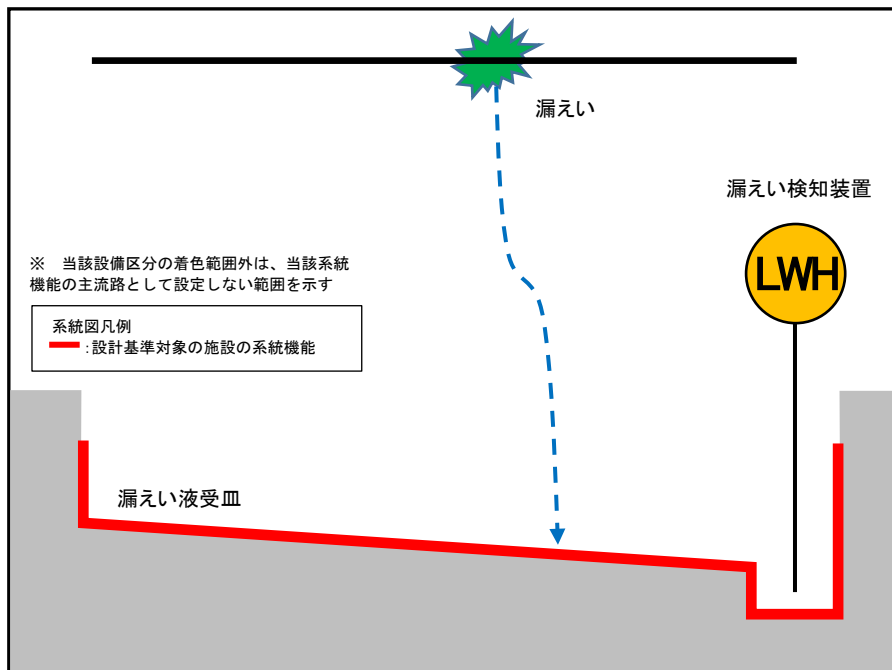 漏えい
漏えい検知装置
LWH
※　当該設備区分の着色範囲外は、当該系統
機能の主流路として設定しない範囲を示す
系統図凡例
：設計基準対象の施設の系統機能
漏えい液受皿